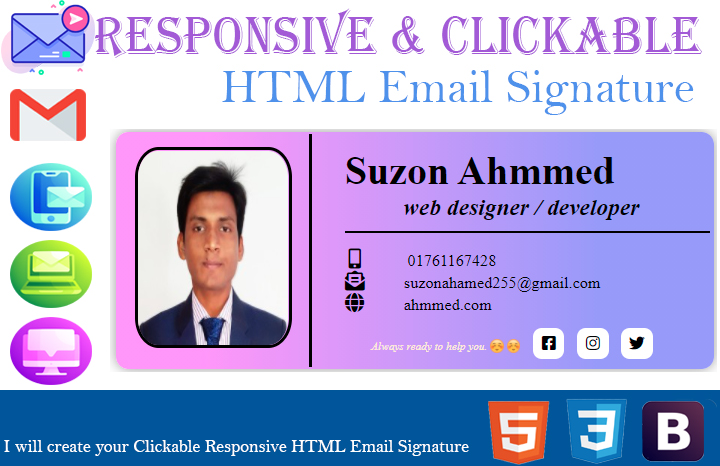 RESPONSIVE & CLICKABLE
HTML Email Signature
Suzon Ahmmed
web designer / developer
01761167428
suzonahamed255@gmail.com
ahmmed.com
Always ready to help you.
I will create your Clickable Responsive HTML Email Signature
5 3 B